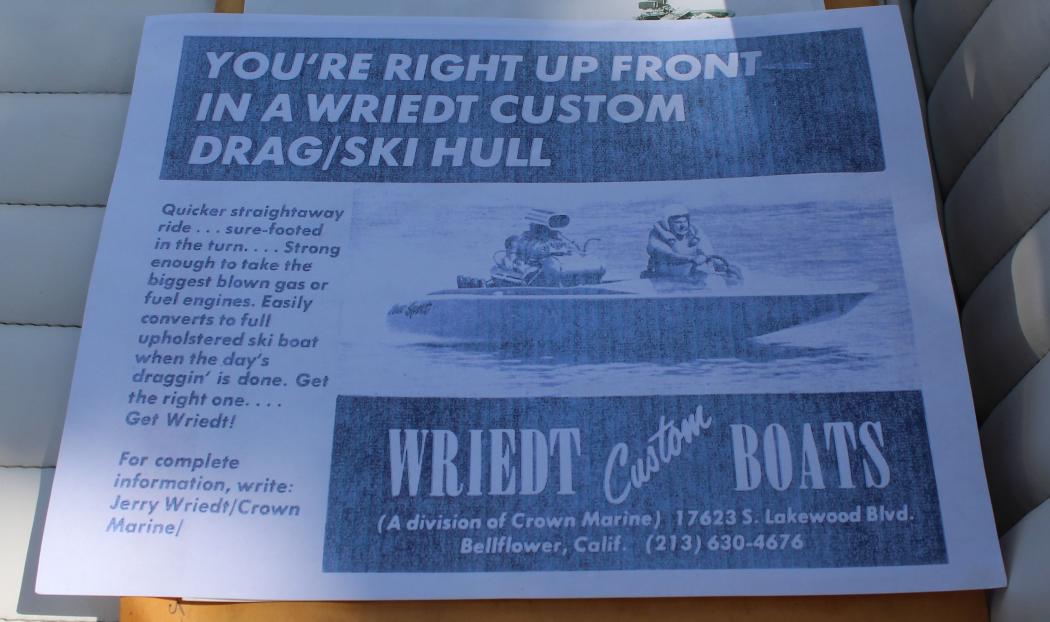 YOU'RE RIGHT UP FRONT
IN A WRIEDT CUSTOM
DRAG/SKI HULL
Quicker straightaway
ride . . . sure-footed
in the turn. . . . Strong
enough to take the
biggest blown gas or
fuel engines. Easily
converts to full
upholstered ski boat
when the day's
draggin' is done. Get
the right one. . . .
Get Wriedt!
For complete
information, write:
Jerry Wriedt/Crown
Marine/
WRIEDT Custom BOATS
(A division of Crown Marine) 17623 S. Lakewood Blvd.
Bellflower, Calif. (213) 630-4676